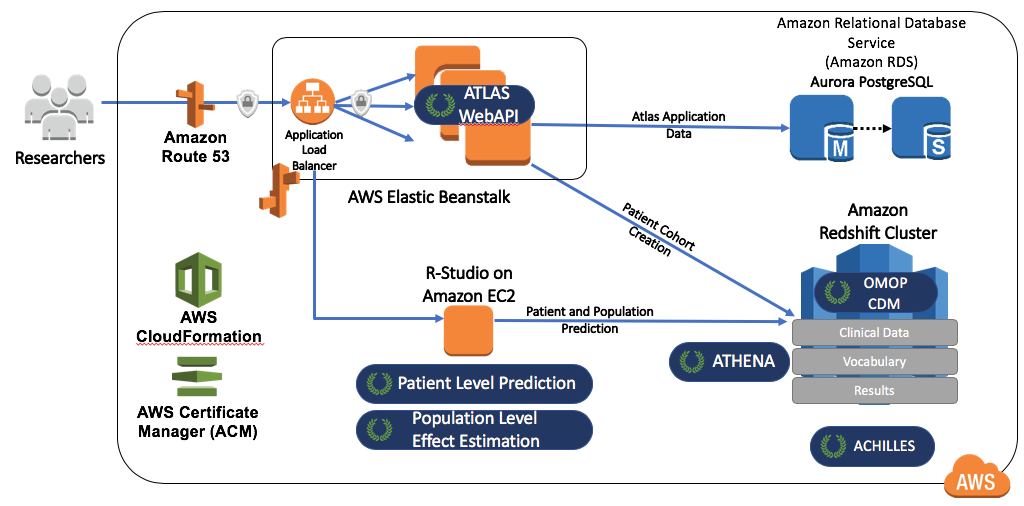 Amazon Relational Database
Service
(Amazon RDS)
Aurora PostgreSQL
ATLAS
WebAPI
Researchers
Amazon
Route 53
Application
Load
Balancer
Atlas Application
Data
M
S
AWS Elastic Beanstalk
Patient Cohort
Creation
Amazon
Redshift Cluster
R-Studio on
Amazon EC2
OMOP
CDM
AWS
CloudFormation
Patient and Population
Prediction
Clinical Data
ATHENA
Vocabulary
Results
Patient Level Prediction
AWS Certificate
Manager (ACM)
Population Level
Effect Estimation
ACHILLES
AWS